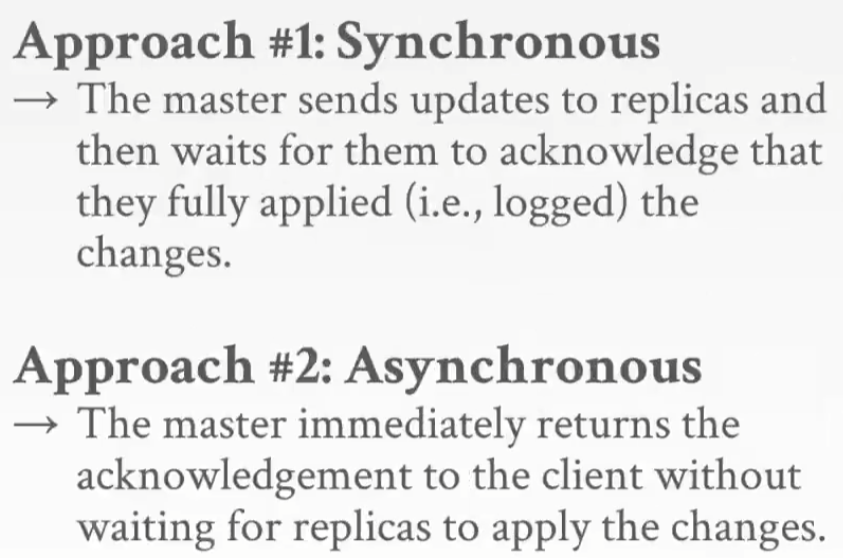 Approach #1: Synchronous
→ The master sends updates to replicas and
then waits for them to acknowledge that
they fully applied (i.e., logged) the
changes.
Approach #2: Asynchronous
→ The master immediately returns the
acknowledgement to the client without
waiting for replicas to apply the changes.